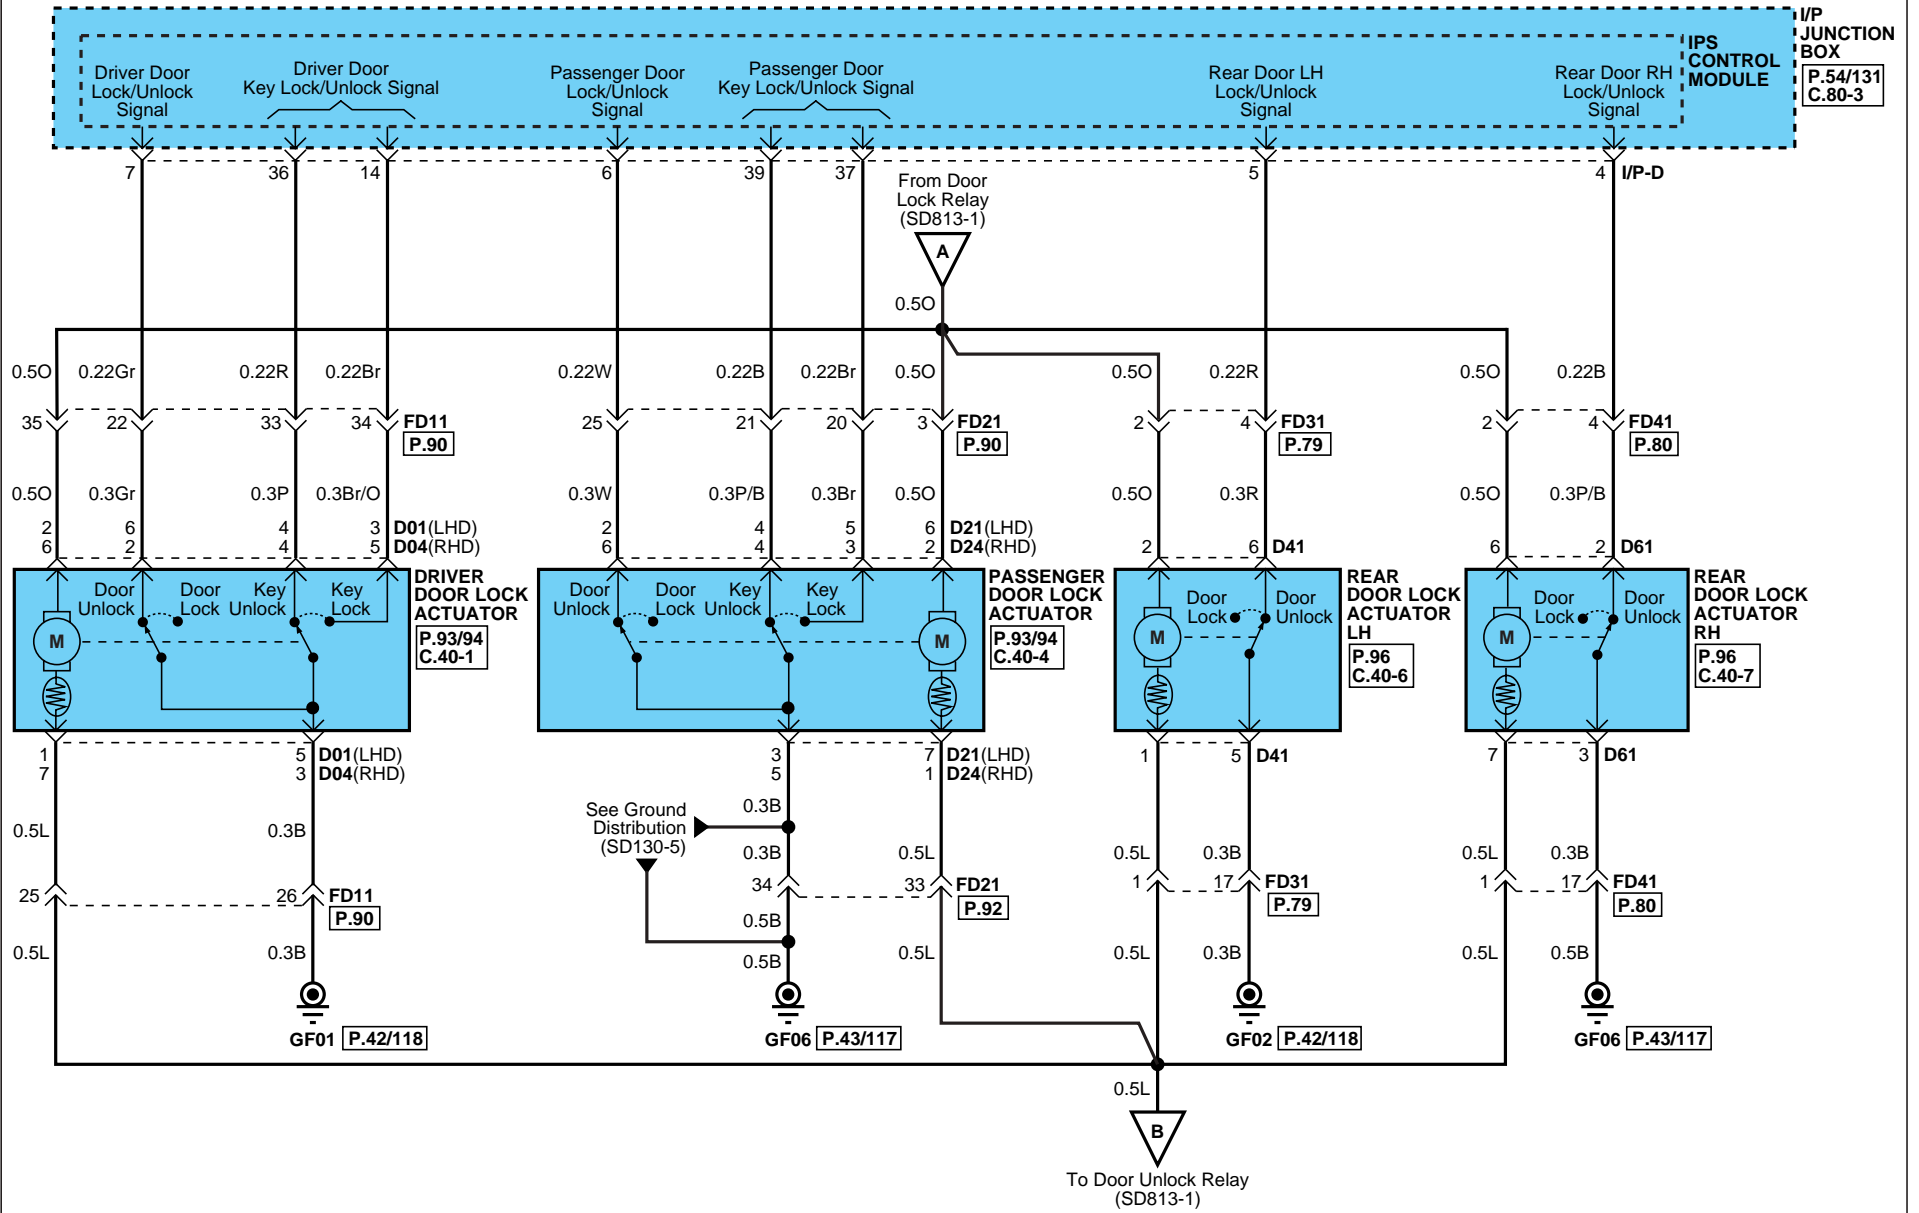 I/P
JUNCTION
BOX
P.54/131
C.80-3
IPS
CONTROL
MODULE
Driver Door
Lock/Unlock
Signal
Driver Door
Key Lock/Unlock Signal
Passenger Door
Lock/Unlock
Signal
Passenger Door
Key Lock/Unlock Signal
Rear Door LH
Lock/Unlock
Signal
Rear Door RH
Lock/Unlock
Signal
7 36 14 6 39 37 5 4 I/P-D
From Door
Lock Relay
(SD813-1)
A
0.5O
0.5O 0.22Gr 0.22R 0.22Br 0.22W 0.22B 0.22Br 0.5O 0.5O 0.22R 0.5O 0.22B
35 22 33 34 FD11 25 21 20 3 FD21 2 4 FD31 2 4 FD41
P.90 P.90 P.79 P.80
0.5O 0.3Gr 0.3P 0.3Br/O 0.3W 0.3P/B 0.3Br 0.5O 0.5O 0.3R 0.5O 0.3P/B
2 6 4 3 D01(LHD) 2 4 5 6 D21(LHD)
6 2 4 5 D04(RHD) 6 4 3 2 D24(RHD) 2 6 D41 6 2 D61
DRIVER
DOOR LOCK
ACTUATOR
P.93/94
C.40-1
Door
Unlock
Door
Lock
Key
Unlock
Key
Lock
M
PASSENGER
DOOR LOCK
ACTUATOR
P.93/94
C.40-4
Door
Unlock
Door
Lock
Key
Unlock
Key
Lock
M
REAR
DOOR LOCK
ACTUATOR
LH
P.96
C.40-6
Door
Lock
Door
Unlock
M
REAR
DOOR LOCK
ACTUATOR
RH
P.96
C.40-7
Door
Lock
Door
Unlock
M
1 5 D01(LHD) 3 7 D21(LHD) 1 5 D41 7 3 D61
7 3 D04(RHD) 5 1 D24(RHD)
See Ground
Distribution
(SD130-5)
0.3B
0.5L 0.3B 0.3B 0.5L 0.5L 0.3B 0.5L 0.3B
25 26 FD11 34 33 FD21 1 17 FD31 1 17 FD41
P.90 P.92 P.79 P.80
0.5B
0.5L 0.3B 0.5B 0.5L 0.5L 0.3B 0.5L 0.5B
GF01 P.42/118 GF06 P.43/117 GF02 P.42/118 GF06 P.43/117
0.5L
B
To Door Unlock Relay
(SD813-1)